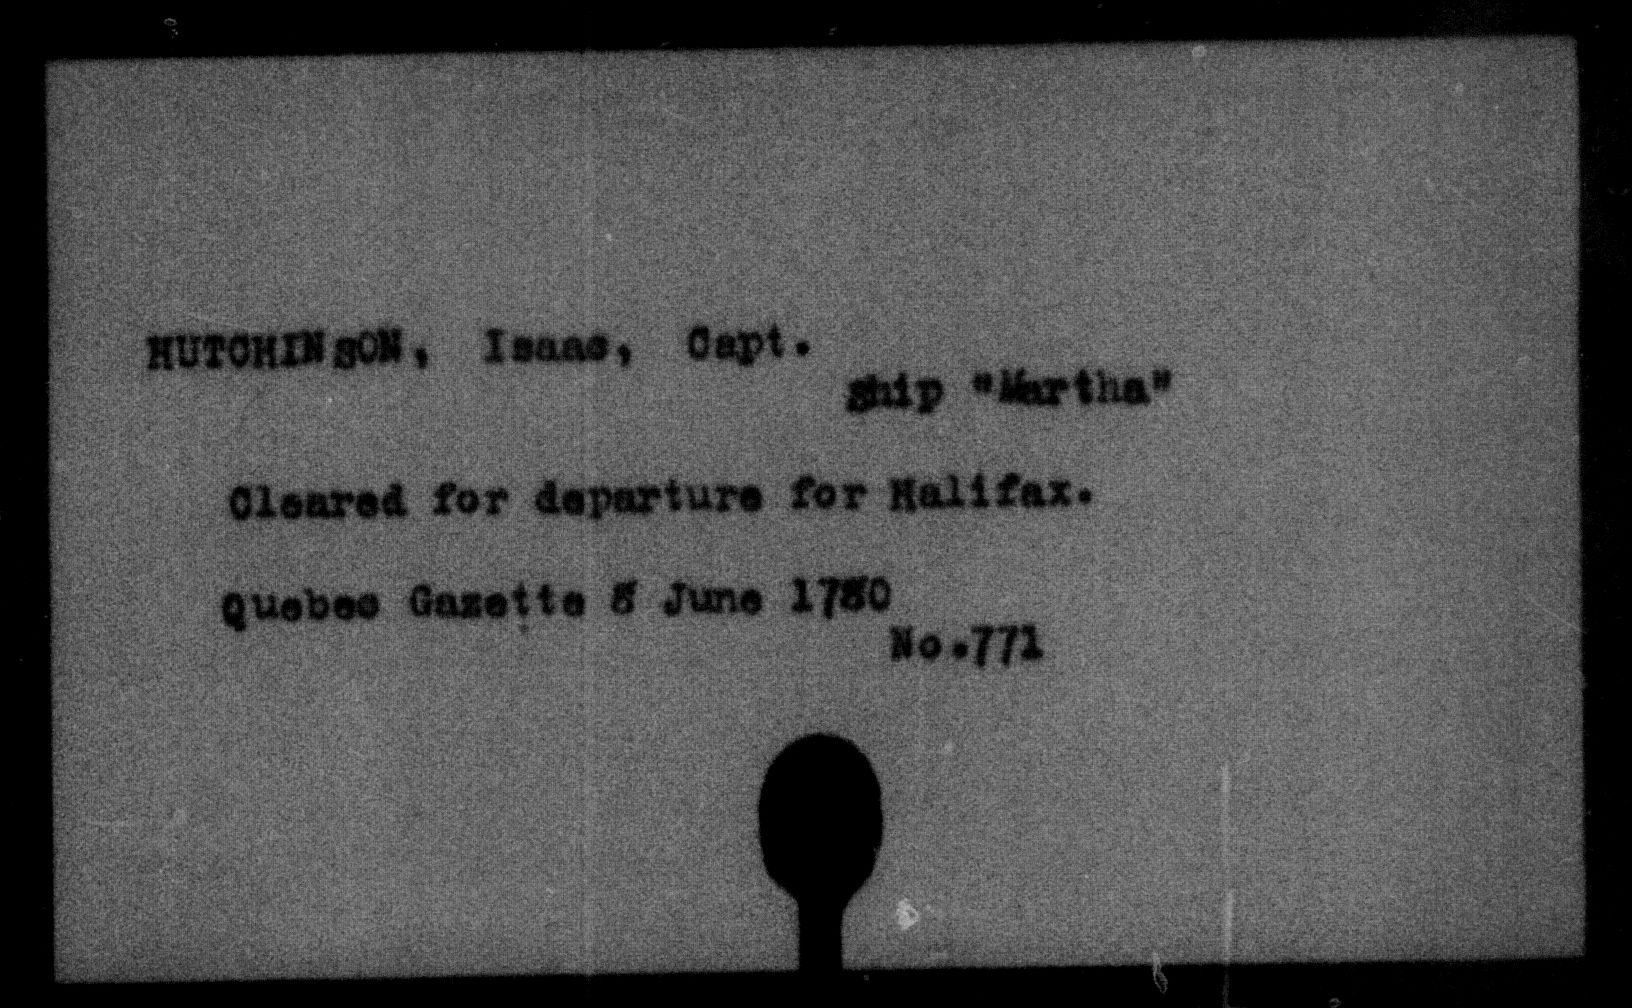 HUTCHINSON, Isaac, Capt.
Ship "Martha"
Cleared for departure for Halifax.
Quebec Gazette 8 June 1780
No.771